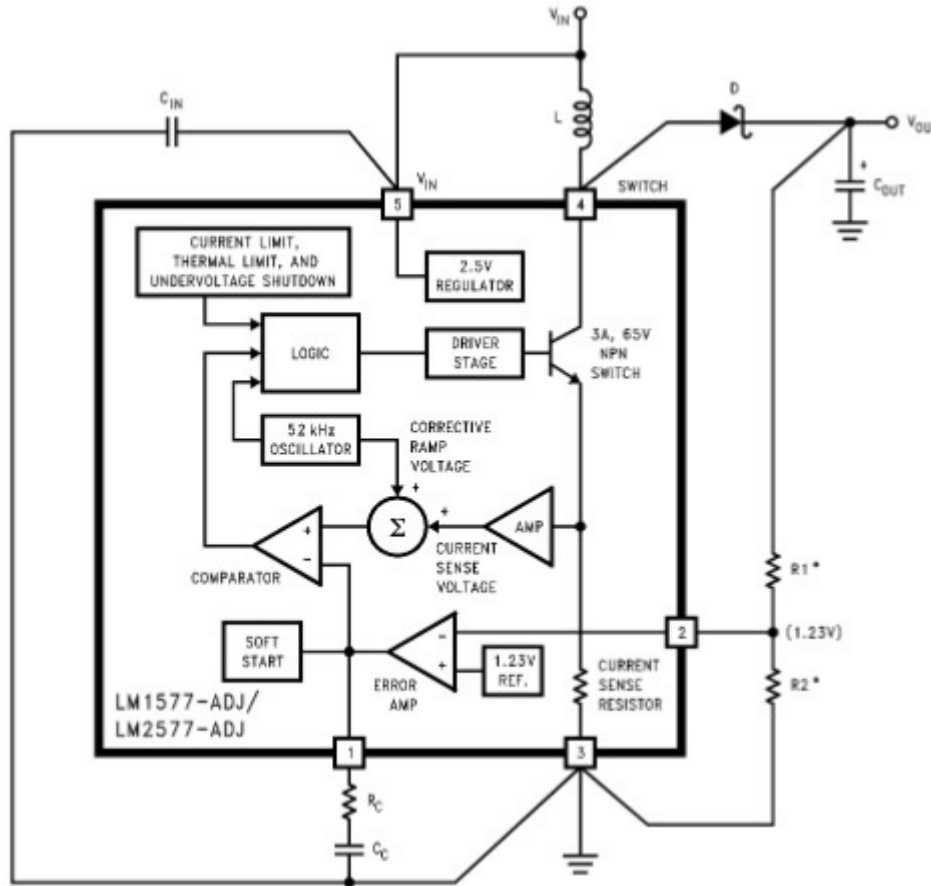 V_IN
C_IN
L
D
V_OU
+
C_OUT
V_IN
5
4
SWITCH
CURRENT LIMIT,
THERMAL LIMIT, AND
UNDERVOLTAGE SHUTDOWN
2.5V
REGULATOR
LOGIC
DRIVER
STAGE
3A, 65V
NPN
SWITCH
52 kHz
OSCILLATOR
CORRECTIVE
RAMP
VOLTAGE
+
+
Σ
AMP
+
-
COMPARATOR
CURRENT
SENSE
VOLTAGE
R1*
2
(1.23V)
SOFT
START
-
+
1.23V
REF.
ERROR
AMP
CURRENT
SENSE
RESISTOR
R2*
LM1577-ADJ/
LM2577-ADJ
1
3
R_C
C_C